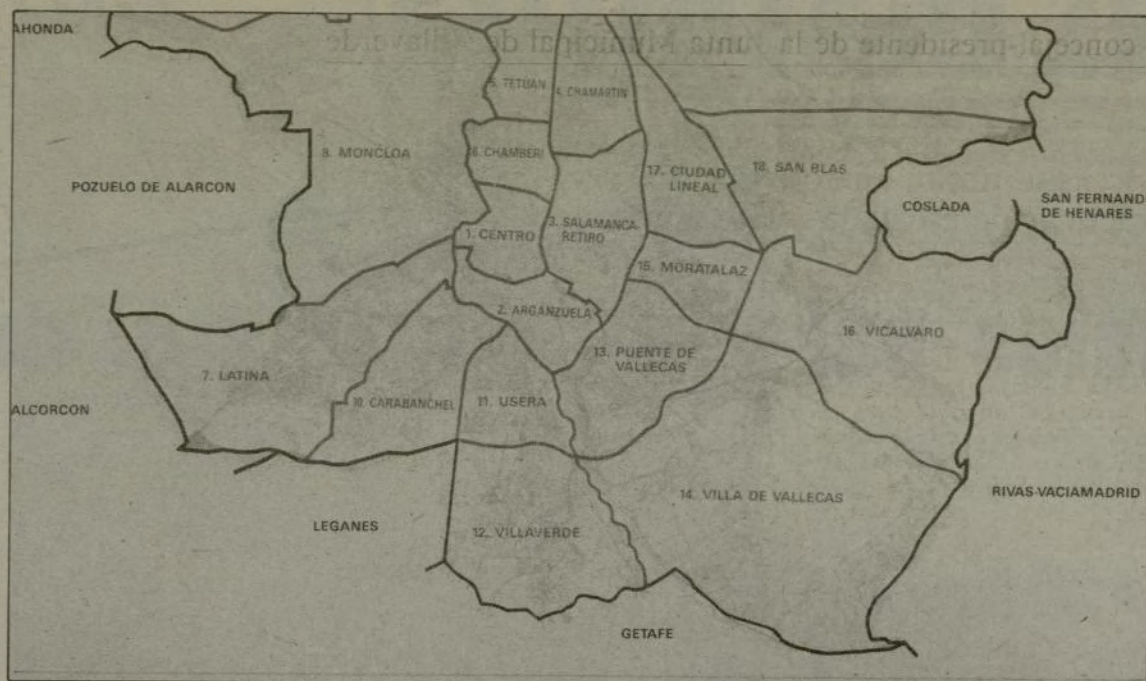 AHONDA
concejal-presidente de la Junta Municipal de Villaverde
5. TETUAN
4. CHAMARTIN
8. MONCLOA
6. CHAMBERI
17. CIUDAD
LINEAL
18. SAN BLAS
POZUELO DE ALARCON
COSLADA
SAN FERNAND
DE HENARES
1. CENTRO
3. SALAMANCA-
RETIRO
15. MORATALAZ
2. ARGANZUELA
16. VICALVARO
13. PUENTE DE
VALLECAS
7. LATINA
10. CARABANCHEL
11. USERA
ALCORCON
14. VILLA DE VALLECAS
RIVAS-VACIAMADRID
LEGANES
12. VILLAVERDE
GETAFE